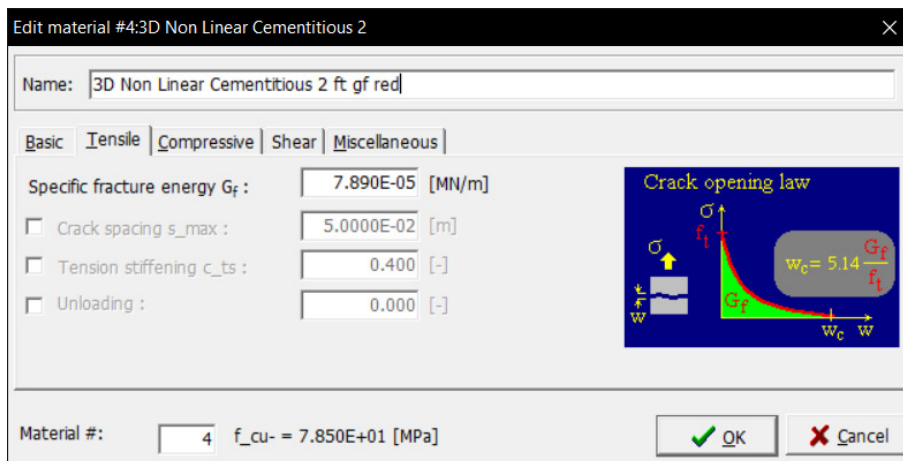 Edit material #4:3D Non Linear Cementitious 2
Name: 3D Non Linear Cementitious 2 ft gf red
Basic Tensile Compressive Shear Miscellaneous
Specific fracture energy Gf : 7.890E-05 [MN/m]
Crack spacing s_max : 5.0000E-02 [m]
Tension stiffening c_ts : 0.400 [-]
Unloading : 0.000 [-]
Crack opening law
σ
ft
σ
wc= 5.14 Gf/ft
Gf
w
wc w
Material #: 4 f_cu- = 7.850E+01 [MPa]
OK Cancel